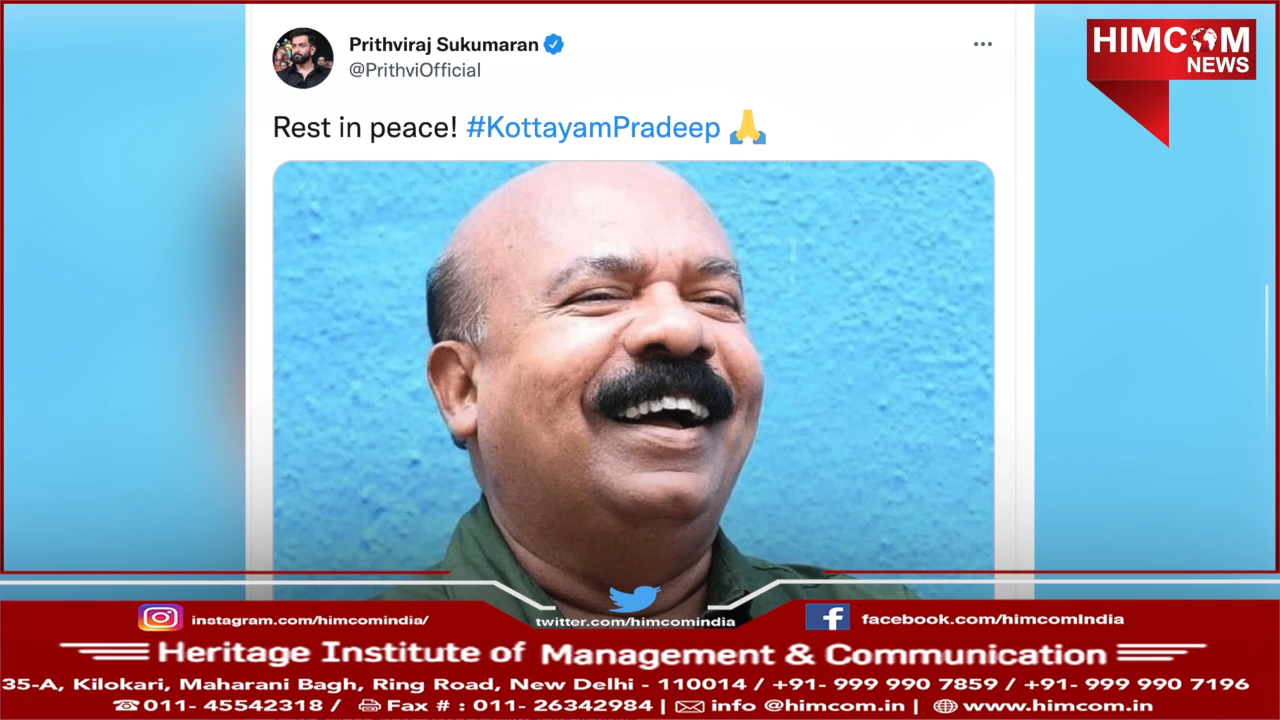 Prithviraj Sukumaran
@PrithviOfficial
Rest in peace! #KottayamPradeep 🙏
HIMCOM
NEWS
instagram.com/himcomindia/
twitter.com/himcomindia
facebook.com/himcomIndia
Heritage Institute of Management & Communication
35-A, Kilokari, Maharani Bagh, Ring Road, New Delhi - 110014 / +91- 999 990 7859 / +91- 999 990 7196
☎011- 45542318 / Fax # : 011- 26342984 | info @himcom.in | www.himcom.in